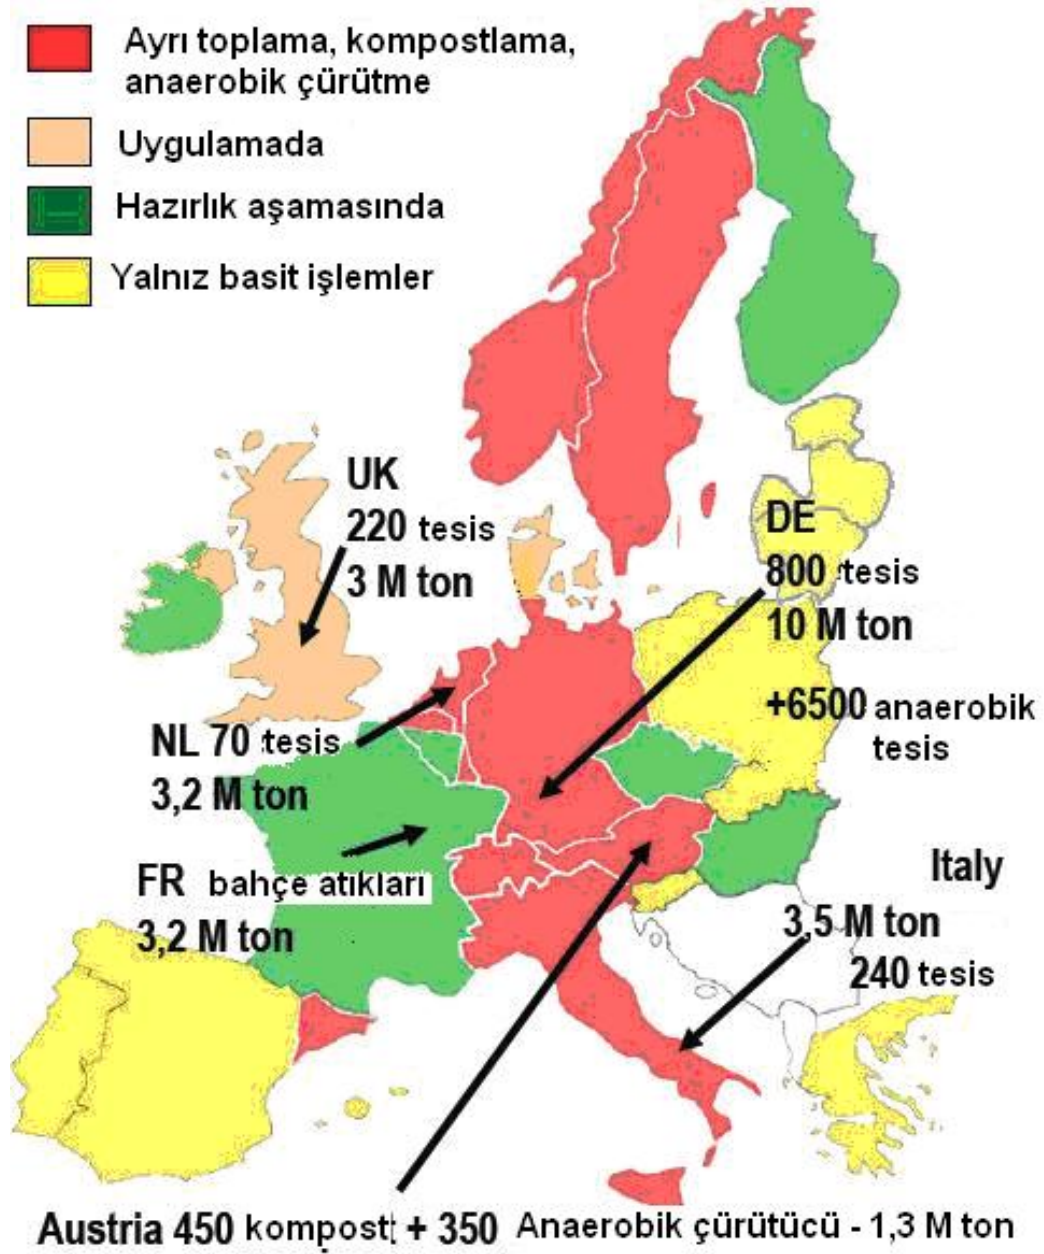 Ayrı toplama, kompostlama,
anaerobik çürütme
Uygulamada
Hazırlık aşamasında
Yalnız basit işlemler
UK
220 tesis
3 M ton
DE
800 tesis
10 M ton
+6500 anaerobik
tesis
NL 70 tesis
3,2 M ton
FR bahçe atıkları
3,2 M ton
Italy
3,5 M ton
240 tesis
Austria 450 kompost + 350 Anaerobik çürütücü - 1,3 M ton